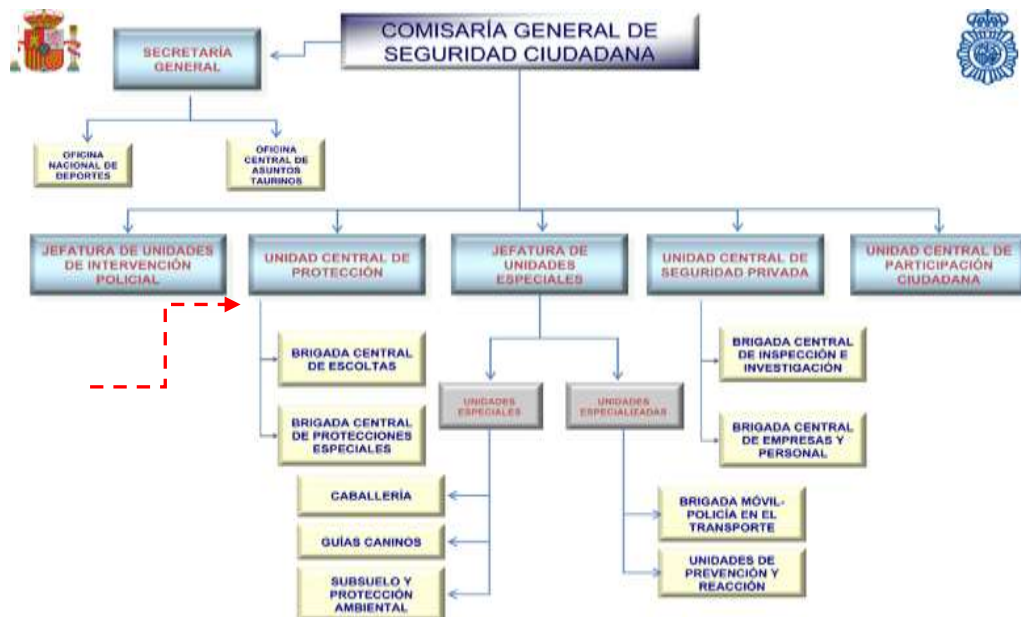 COMISARÍA GENERAL DE
SEGURIDAD CIUDADANA
SECRETARÍA
GENERAL
OFICINA
NACIONAL DE
DEPORTES
OFICINA
CENTRAL DE
ASUNTOS
TAURINOS
JEFATURA DE UNIDADES
DE INTERVENCIÓN
POLICIAL
UNIDAD CENTRAL DE
PROTECCIÓN
JEFATURA DE
UNIDADES
ESPECIALES
UNIDAD CENTRAL DE
SEGURIDAD PRIVADA
UNIDAD CENTRAL DE
PARTICIPACIÓN
CIUDADANA
BRIGADA CENTRAL
DE ESCOLTAS
BRIGADA CENTRAL
DE PROTECCIONES
ESPECIALES
UNIDADES
ESPECIALES
UNIDADES
ESPECIALIZADAS
BRIGADA CENTRAL
DE INSPECCIÓN E
INVESTIGACIÓN
BRIGADA CENTRAL
DE EMPRESAS Y
PERSONAL
CABALLERÍA
GUÍAS CANINOS
SUBSUELO Y
PROTECCIÓN
AMBIENTAL
BRIGADA MÓVIL-
POLICÍA EN EL
TRANSPORTE
UNIDADES DE
PREVENCIÓN Y
REACCIÓN